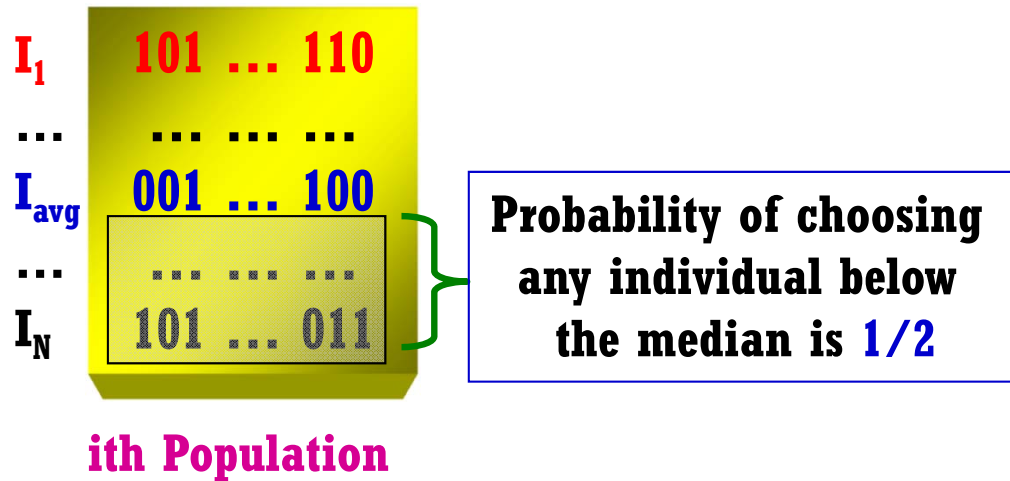 I1 101 ... 110
... ... ... ...
Iavg 001 ... 100
... ... ... ...
IN 101 ... 011
Probability of choosing
any individual below
the median is 1/2
ith Population